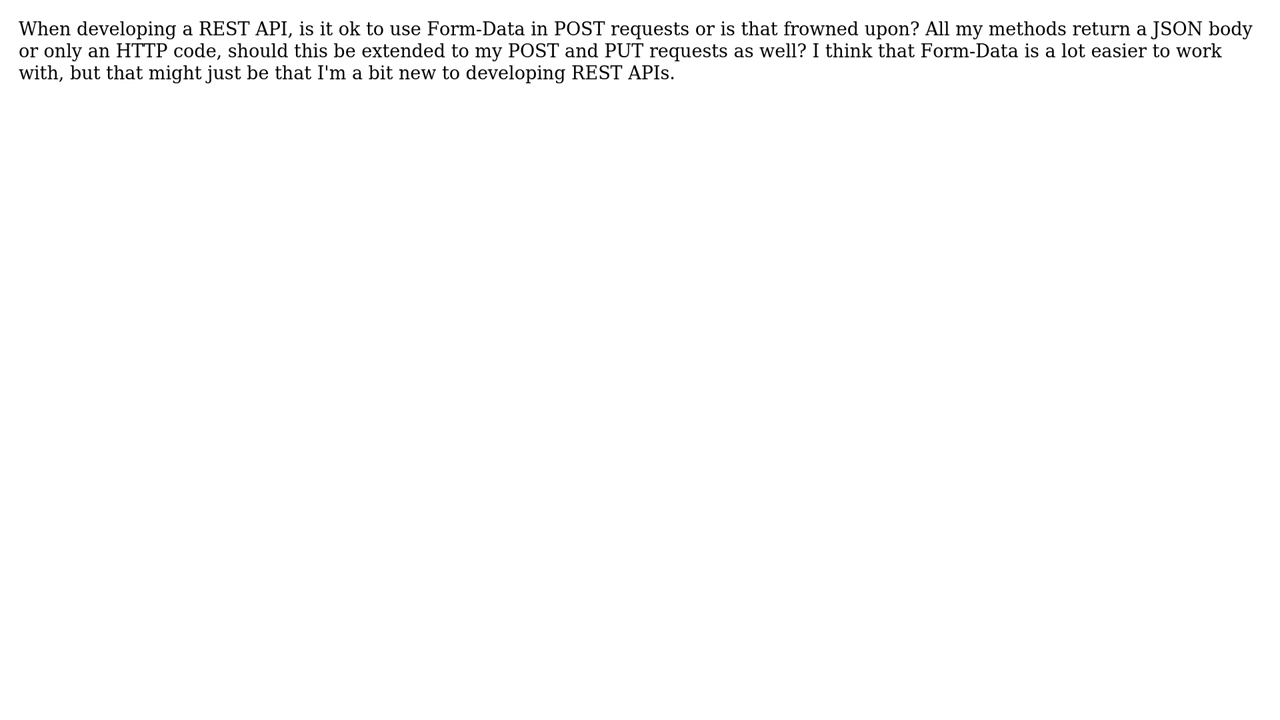 When developing a REST API, is it ok to use Form-Data in POST requests or is that frowned upon? All my methods return a JSON body
or only an HTTP code, should this be extended to my POST and PUT requests as well? I think that Form-Data is a lot easier to work
with, but that might just be that I'm a bit new to developing REST APIs.